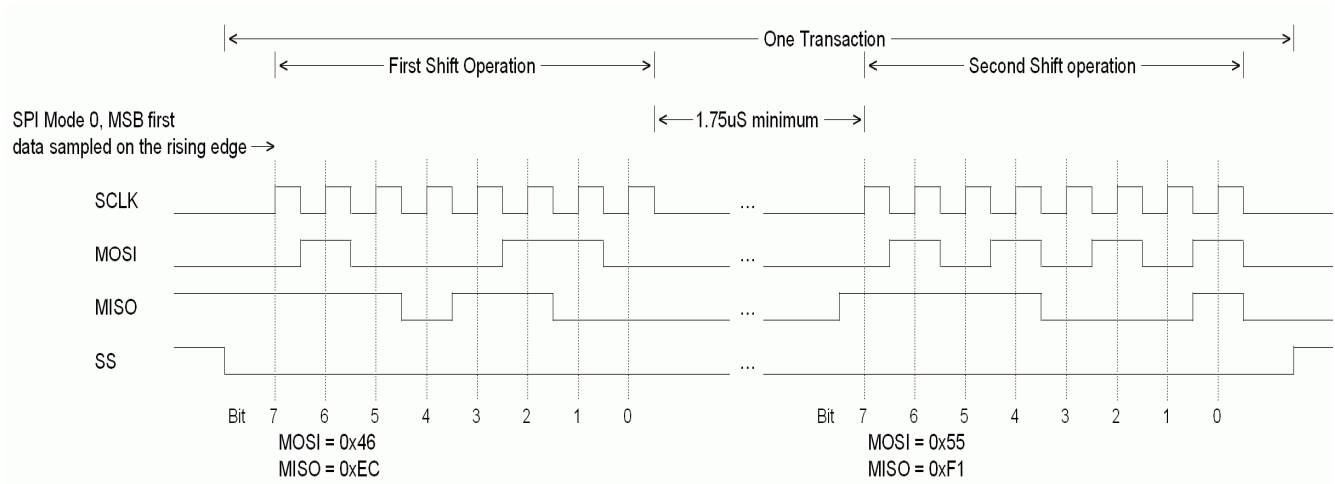 One Transaction
First Shift Operation
Second Shift operation
SPI Mode 0, MSB first
1.75uS minimum
data sampled on the rising edge
SCLK
...
MOSI
...
MISO
...
SS
...
Bit 7 6 5 4 3 2 1 0
Bit 7 6 5 4 3 2 1 0
MOSI = 0x46
MISO = 0xEC
MOSI = 0x55
MISO = 0xF1